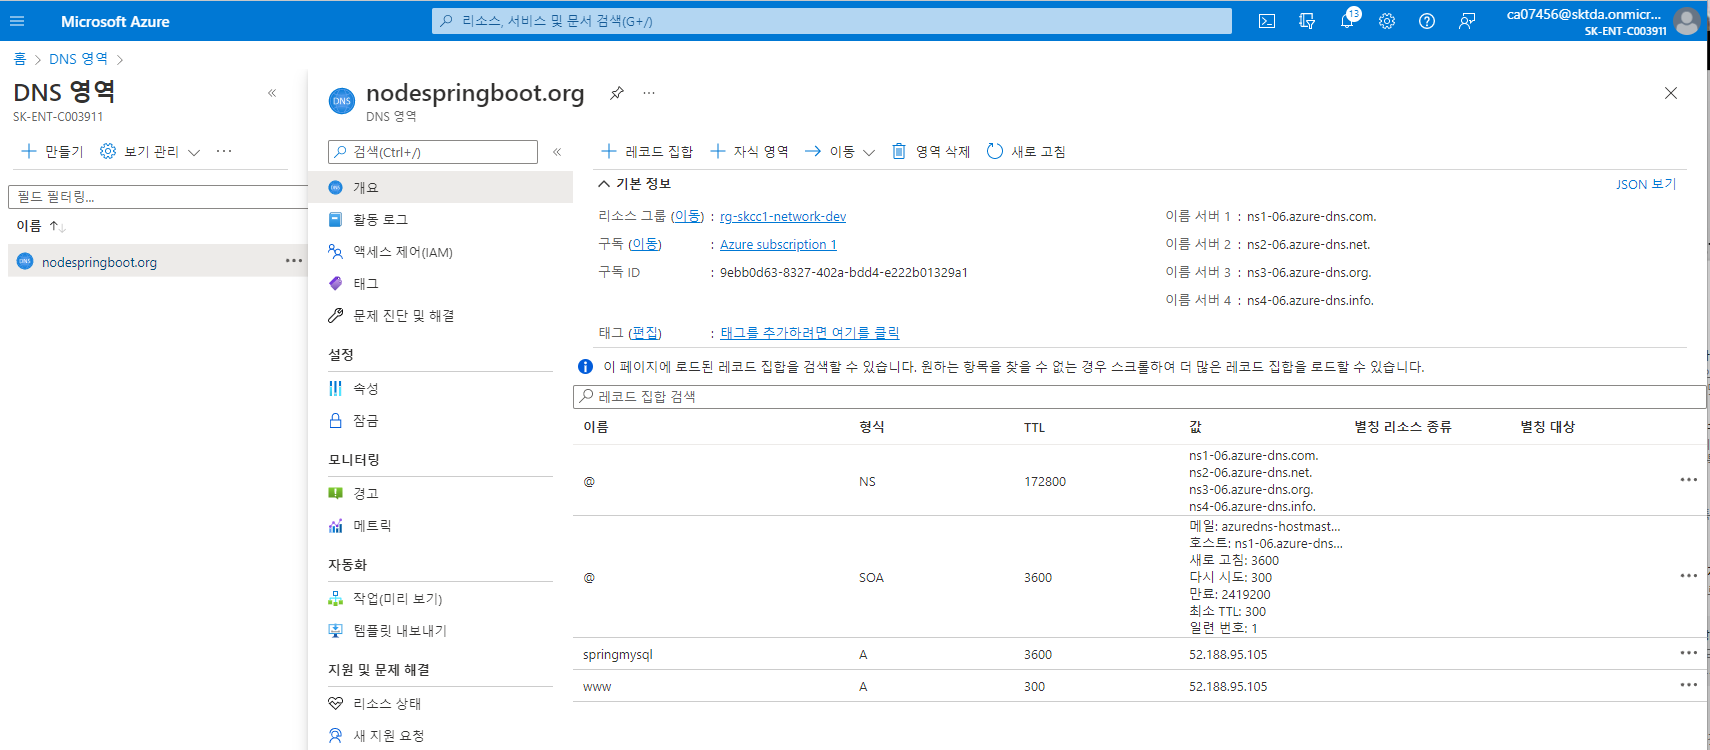 Microsoft Azure
리소스, 서비스 및 문서 검색(G+/)
13
ca07456@sktda.onmicr...
SK-ENT-C003911
홈 > DNS 영역 >
DNS 영역
SK-ENT-C003911
만들기 보기 관리 ...
필드 필터링...
이름
nodespringboot.org ...
DNS
nodespringboot.org ...
DNS 영역
검색(Ctrl+/)
개요
활동 로그
액세스 제어(IAM)
태그
문제 진단 및 해결
설정
속성
잠금
모니터링
경고
메트릭
자동화
작업(미리 보기)
템플릿 내보내기
지원 및 문제 해결
리소스 상태
새 지원 요청
레코드 집합 자식 영역 이동 영역 삭제 새로 고침
기본 정보 JSON 보기
리소스 그룹 (이동) : rg-skcc1-network-dev
구독 (이동) : Azure subscription 1
구독 ID : 9ebb0d63-8327-402a-bdd4-e222b01329a1
이름 서버 1 : ns1-06.azure-dns.com.
이름 서버 2 : ns2-06.azure-dns.net.
이름 서버 3 : ns3-06.azure-dns.org.
이름 서버 4 : ns4-06.azure-dns.info.
태그 (편집) : 태그를 추가하려면 여기를 클릭
이 페이지에 로드된 레코드 집합을 검색할 수 있습니다. 원하는 항목을 찾을 수 없는 경우 스크롤하여 더 많은 레코드 집합을 로드할 수 있습니다.
레코드 집합 검색
이름 형식 TTL 값 별칭 리소스 종류 별칭 대상
@ NS 172800
ns1-06.azure-dns.com.
ns2-06.azure-dns.net.
ns3-06.azure-dns.org.
ns4-06.azure-dns.info.
@ SOA 3600
메일: azuredns-hostmast...
호스트: ns1-06.azure-dns...
새로 고침: 3600
다시 시도: 300
만료: 2419200
최소 TTL: 300
일련 번호: 1
springmysql A 3600 52.188.95.105
www A 300 52.188.95.105